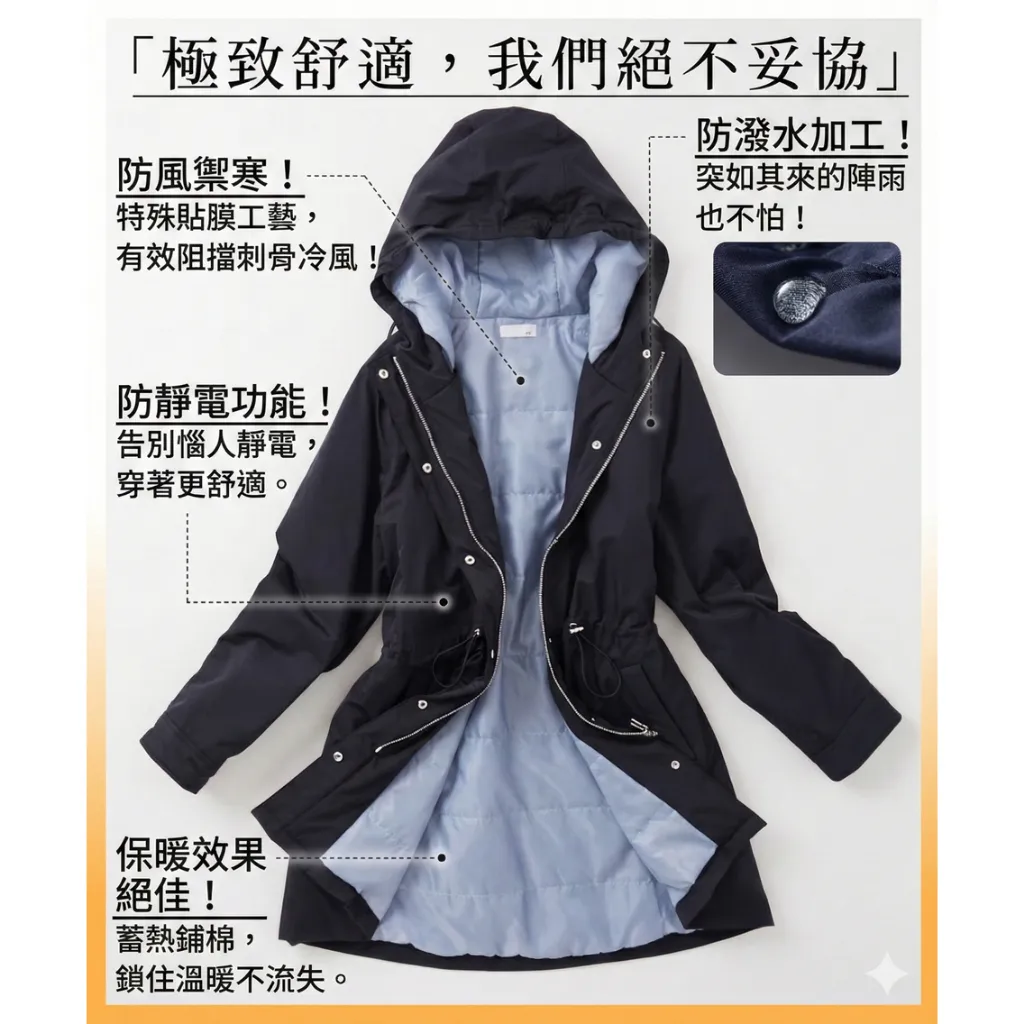 「極致舒適，我們絕不妥協」
防風禦寒！
特殊貼膜工藝，
有效阻擋刺骨冷風！
防潑水加工！
突如其來的陣雨
也不怕！
防靜電功能！
告別惱人靜電，
穿著更舒適。
保暖效果
絕佳！
蓄熱鋪棉，
鎖住溫暖不流失。